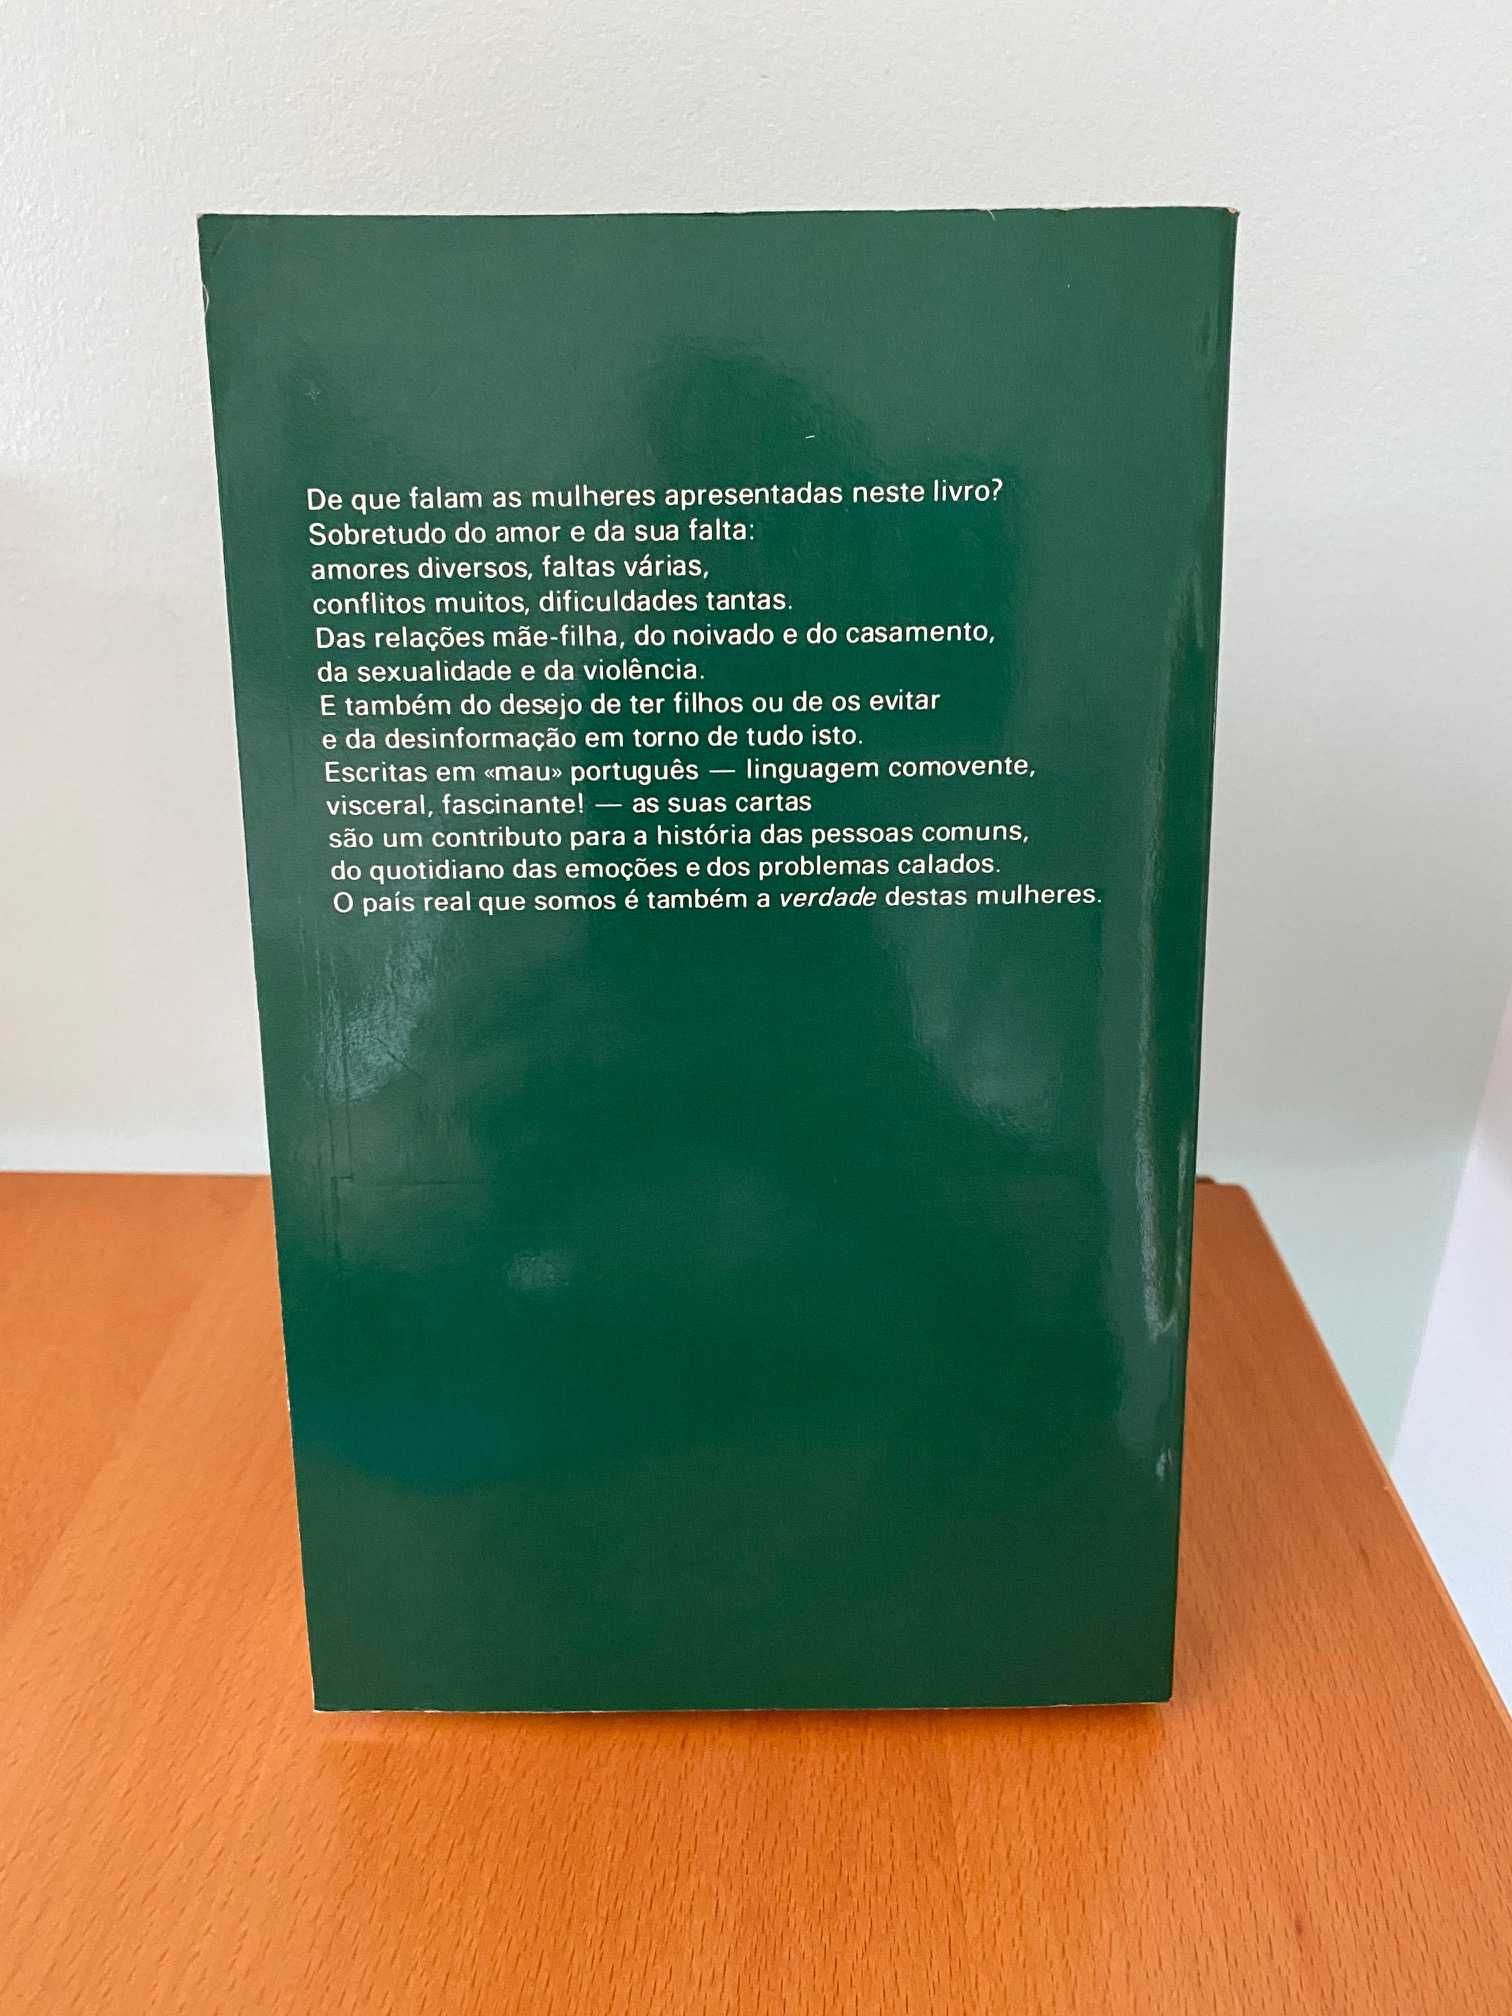 De que falam as mulheres apresentadas neste livro?
Sobretudo do amor e da sua falta:
amores diversos, faltas várias,
conflitos muitos, dificuldades tantas.
Das relações mãe-filha, do noivado e do casamento,
da sexualidade e da violência.
E também do desejo de ter filhos ou de os evitar
e da desinformação em torno de tudo isto.
Escritas em «mau» português — linguagem comovente,
visceral, fascinante! — as suas cartas
são um contributo para a história das pessoas comuns,
do quotidiano das emoções e dos problemas calados.
O país real que somos é também a verdade destas mulheres.